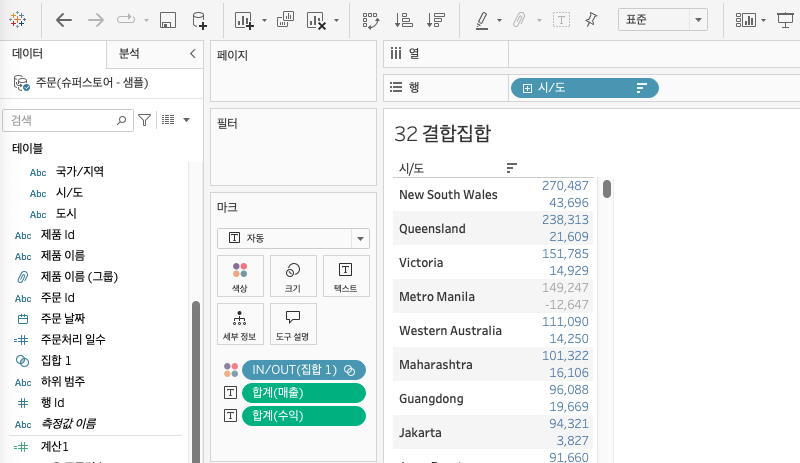 표준
데이터
분석
주문(슈퍼스토어 - 샘플)
검색
테이블
Abc 국가/지역
Abc 시/도
Abc 도시
Abc 제품 Id
Abc 제품 이름
제품 이름 (그룹)
Abc 주문 Id
주문 날짜
주문처리 일수
집합 1
Abc 하위 범주
행 Id
Abc 측정값 이름
계산1
페이지
필터
마크
자동
색상
크기
텍스트
세부 정보
도구 설명
IN/OUT(집합 1)
합계(매출)
합계(수익)
열
행
시/도
32 결합집합
시/도
New South Wales 270,487
43,696
Queensland 238,313
21,609
Victoria 151,785
14,929
Metro Manila 149,247
-12,647
Western Australia 111,090
14,250
Maharashtra 101,322
16,106
Guangdong 96,088
19,669
Jakarta 94,321
3,827
91,660